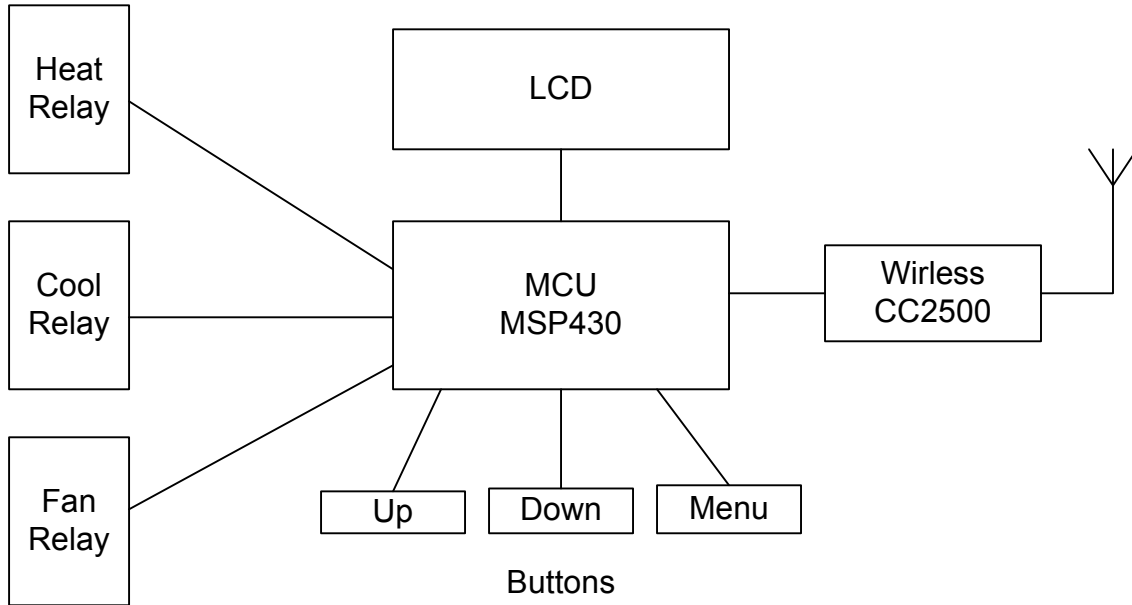 Heat
Relay
LCD
Cool
Relay
MCU
MSP430
Wirless
CC2500
Fan
Relay
Up
Down
Menu
Buttons